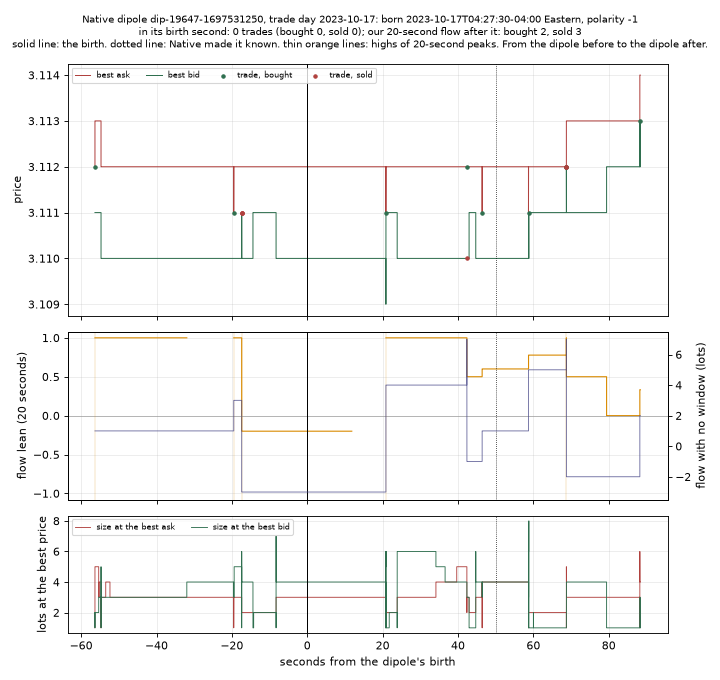 Native dipole dip-19647-1697531250, trade day 2023-10-17: born 2023-10-17T04:27:30-04:00 Eastern, polarity -1
in its birth second: 0 trades (bought 0, sold 0); our 20-second flow after it: bought 2, sold 3
solid line: the birth. dotted line: Native made it known. thin orange lines: highs of 20-second peaks. From the dipole before to the dipole after.
best ask
best bid
trade, bought
trade, sold
3.114
3.113
3.112
3.111
3.110
3.109
price
1.0
0.5
0.0
−0.5
−1.0
flow lean (20 seconds)
6
4
2
0
−2
flow with no window (lots)
size at the best ask
size at the best bid
8
6
4
2
lots at the best price
−60
−40
−20
0
20
40
60
80
seconds from the dipole's birth